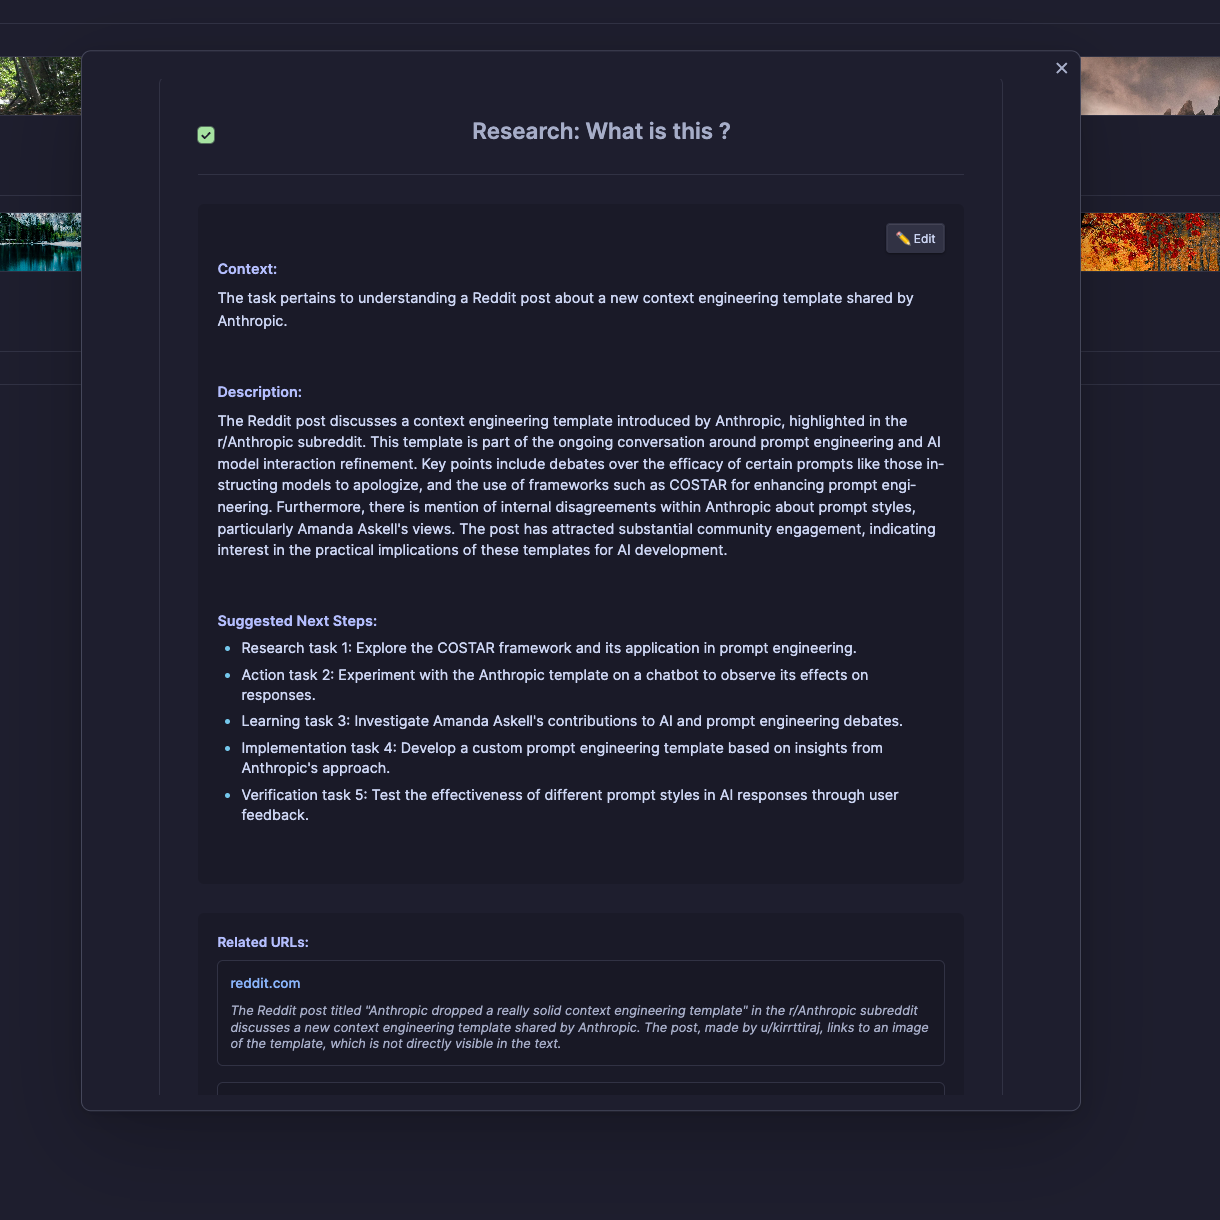 Research: What is this ?
✏️ Edit
Context:
The task pertains to understanding a Reddit post about a new context engineering template shared by
Anthropic.
Description:
The Reddit post discusses a context engineering template introduced by Anthropic, highlighted in the
r/Anthropic subreddit. This template is part of the ongoing conversation around prompt engineering and AI
model interaction refinement. Key points include debates over the efficacy of certain prompts like those in-
structing models to apologize, and the use of frameworks such as COSTAR for enhancing prompt engi-
neering. Furthermore, there is mention of internal disagreements within Anthropic about prompt styles,
particularly Amanda Askell's views. The post has attracted substantial community engagement, indicating
interest in the practical implications of these templates for AI development.
Suggested Next Steps:
• Research task 1: Explore the COSTAR framework and its application in prompt engineering.
• Action task 2: Experiment with the Anthropic template on a chatbot to observe its effects on
responses.
• Learning task 3: Investigate Amanda Askell's contributions to AI and prompt engineering debates.
• Implementation task 4: Develop a custom prompt engineering template based on insights from
Anthropic's approach.
• Verification task 5: Test the effectiveness of different prompt styles in AI responses through user
feedback.
Related URLs:
reddit.com
The Reddit post titled "Anthropic dropped a really solid context engineering template" in the r/Anthropic subreddit
discusses a new context engineering template shared by Anthropic. The post, made by u/kirrttiraj, links to an image
of the template, which is not directly visible in the text.